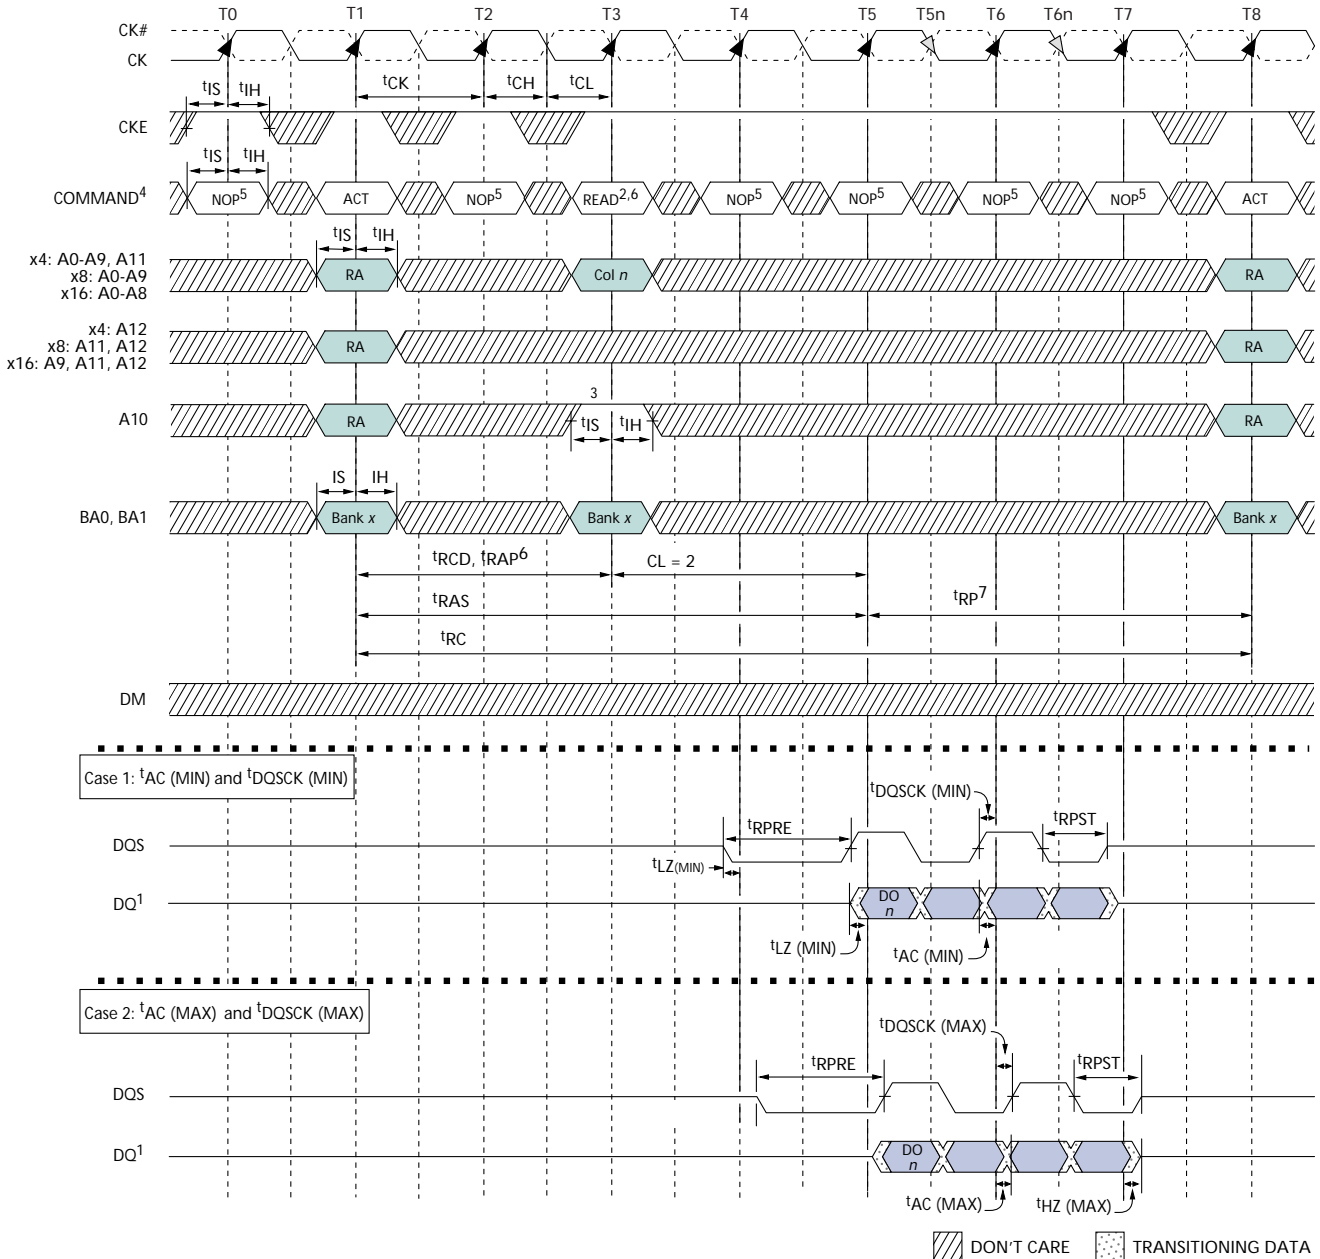 T0 T1 T2 T3 T4 T5 T5n T6 T6n T7 T8
CK#
CK
tIS tIH tCK tCH tCL
CKE
tIS tIH
COMMAND4 NOP5 ACT NOP5 READ2,6 NOP5 NOP5 NOP5 NOP5 ACT
tIS tIH
x4: A0-A9, A11
x8: A0-A9 RA Col n RA
x16: A0-A8
x4: A12
x8: A11, A12 RA RA
x16: A9, A11, A12
3
A10 RA tIS tIH RA
IS IH
BA0, BA1 Bank x Bank x Bank x
tRCD, tRAP6 CL = 2
tRAS tRP7
tRC
DM
Case 1: tAC (MIN) and tDQSCK (MIN)
tDQSCK (MIN)
tRPRE tRPST
DQS
tLZ(MIN)
DQ1 DO
n
tLZ (MIN) tAC (MIN)
Case 2: tAC (MAX) and tDQSCK (MAX)
tDQSCK (MAX)
tRPRE tRPST
DQS
DQ1 DO
n
tAC (MAX) tHZ (MAX)
DON'T CARE TRANSITIONING DATA